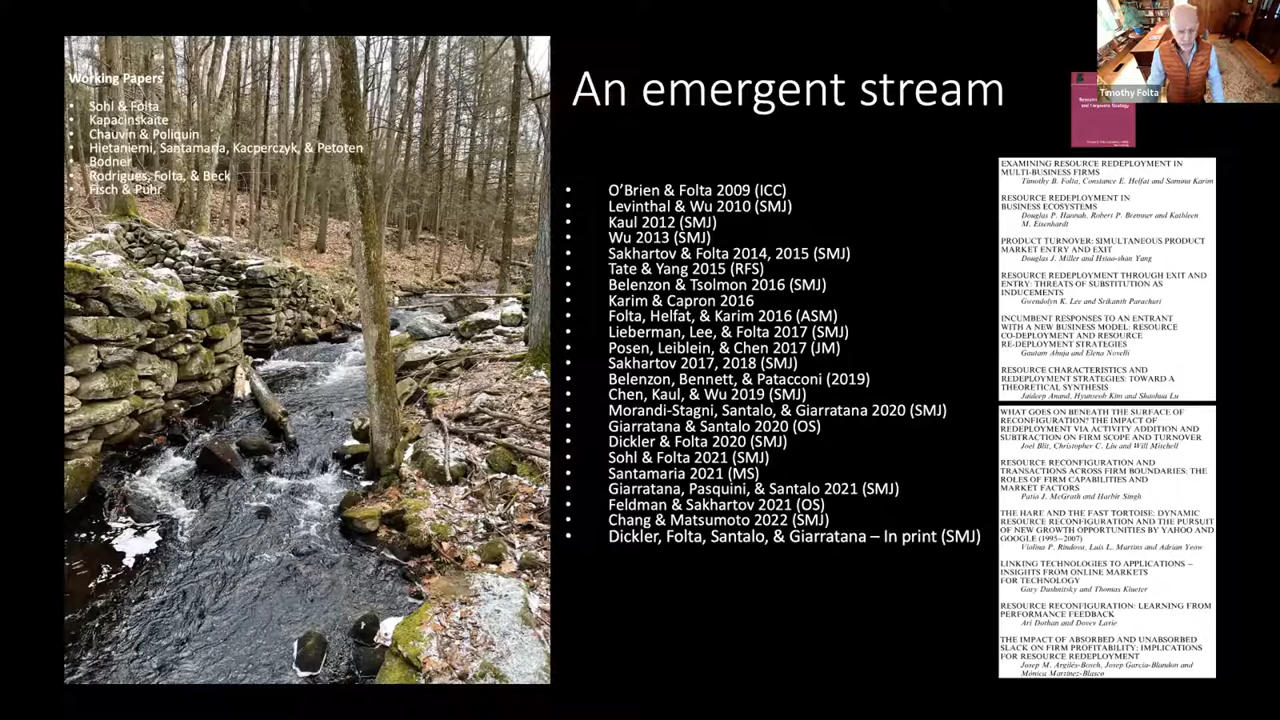 An emergent stream
Timothy Folta
Working Papers
• Sohl & Folta
• Kapacinskaite
• Chauvin & Poliquin
• Hietaniemi, Santamaria, Kacperczyk, & Petoten
• Bodner
• Rodrigues, Folta, & Beck
• Fisch & Puhr
• O'Brien & Folta 2009 (ICC)
• Levinthal & Wu 2010 (SMJ)
• Kaul 2012 (SMJ)
• Wu 2013 (SMJ)
• Sakhartov & Folta 2014, 2015 (SMJ)
• Tate & Yang 2015 (RFS)
• Belenzon & Tsolmon 2016 (SMJ)
• Karim & Capron 2016
• Folta, Helfat, & Karim 2016 (ASM)
• Lieberman, Lee, & Folta 2017 (SMJ)
• Posen, Leiblein, & Chen 2017 (JM)
• Sakhartov 2017, 2018 (SMJ)
• Belenzon, Bennett, & Patacconi (2019)
• Chen, Kaul, & Wu 2019 (SMJ)
• Morandi-Stagni, Santalo, & Giarratana 2020 (SMJ)
• Giarratana & Santalo 2020 (OS)
• Dickler & Folta 2020 (SMJ)
• Sohl & Folta 2021 (SMJ)
• Santamaria 2021 (MS)
• Giarratana, Pasquini, & Santalo 2021 (SMJ)
• Feldman & Sakhartov 2021 (OS)
• Chang & Matsumoto 2022 (SMJ)
• Dickler, Folta, Santalo, & Giarratana – In print (SMJ)
and Corporate Strategy
EXAMINING RESOURCE REDEPLOYMENT IN
MULTI-BUSINESS FIRMS
Timothy B. Folta, Constance E. Helfat and Samina Karim
RESOURCE REDEPLOYMENT IN
BUSINESS ECOSYSTEMS
Douglas P. Hannah, Robert P. Bremner and Kathleen
M. Eisenhardt
PRODUCT TURNOVER: SIMULTANEOUS PRODUCT
MARKET ENTRY AND EXIT
Douglas J. Miller and Hsiao-shan Yang
RESOURCE REDEPLOYMENT THROUGH EXIT AND
ENTRY: THREATS OF SUBSTITUTION AS
INDUCEMENTS
Gwendolyn K. Lee and Srikanth Paruchuri
INCUMBENT RESPONSES TO AN ENTRANT
WITH A NEW BUSINESS MODEL: RESOURCE
CO-DEPLOYMENT AND RESOURCE
RE-DEPLOYMENT STRATEGIES
Gautam Ahuja and Elena Novelli
RESOURCE CHARACTERISTICS AND
REDEPLOYMENT STRATEGIES: TOWARD A
THEORETICAL SYNTHESIS
Jaideep Anand, Hyunseob Kim and Shaohua Lu
WHAT GOES ON BENEATH THE SURFACE OF
RECONFIGURATION? THE IMPACT OF
REDEPLOYMENT VIA ACTIVITY ADDITION AND
SUBTRACTION ON FIRM SCOPE AND TURNOVER
Joel Blit, Christopher C. Liu and Will Mitchell
RESOURCE RECONFIGURATION AND
TRANSACTIONS ACROSS FIRM BOUNDARIES: THE
ROLES OF FIRM CAPABILITIES AND
MARKET FACTORS
Patia J. McGrath and Harbir Singh
THE HARE AND THE FAST TORTOISE: DYNAMIC
RESOURCE RECONFIGURATION AND THE PURSUIT
OF NEW GROWTH OPPORTUNITIES BY YAHOO AND
GOOGLE (1995–2007)
Violina P. Rindova, Luis L. Martins and Adrian Yeow
LINKING TECHNOLOGIES TO APPLICATIONS –
INSIGHTS FROM ONLINE MARKETS
FOR TECHNOLOGY
Gary Dushnitsky and Thomas Klueter
RESOURCE RECONFIGURATION: LEARNING FROM
PERFORMANCE FEEDBACK
Ari Dothan and Dovev Lavie
THE IMPACT OF ABSORBED AND UNABSORBED
SLACK ON FIRM PROFITABILITY: IMPLICATIONS
FOR RESOURCE REDEPLOYMENT
Josep M. Argilés-Bosch, Josep Garcia-Blandon and
Mónica Martinez-Blasco